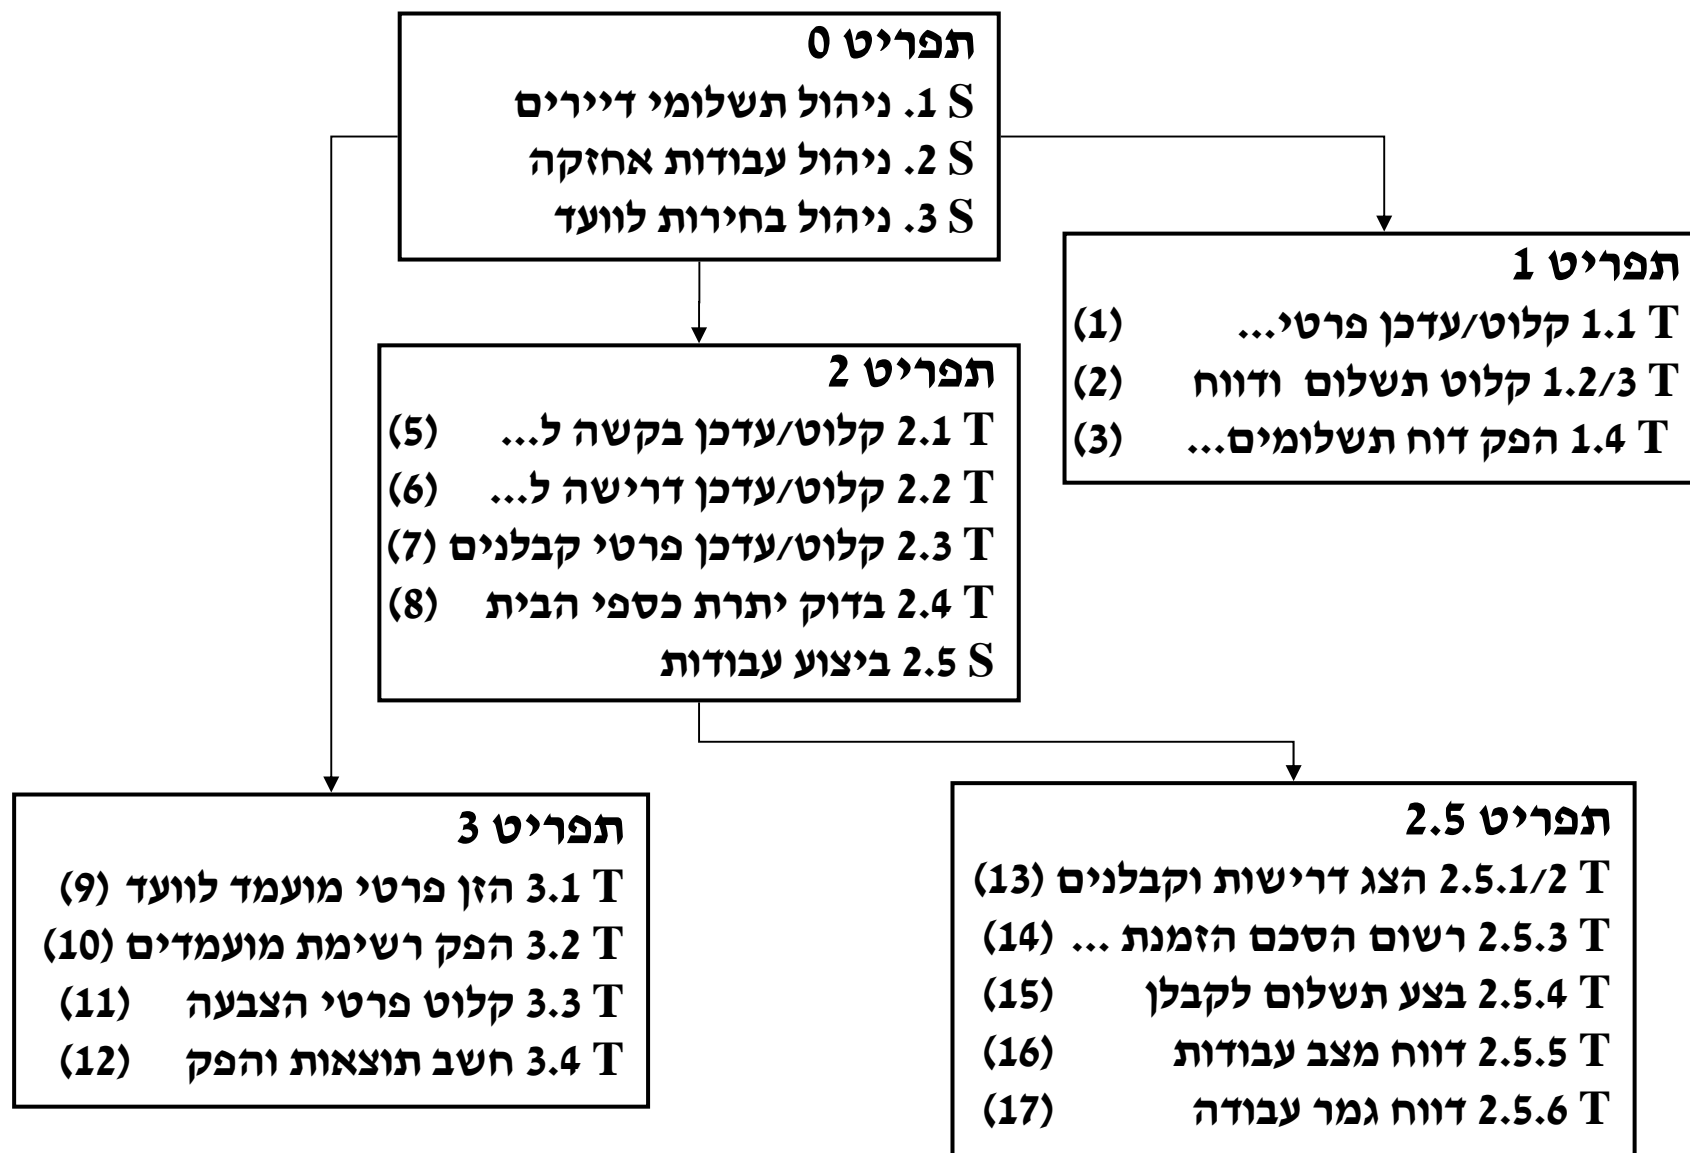 תפריט 0
S 1. ניהול תשלומי דיירים
S 2. ניהול עבודות אחזקה
S 3. ניהול בחירות לוועד
תפריט 1
T 1.1 קלוט/עדכן פרטי... (1)
T 1.2/3 קלוט תשלום ודווח (2)
T 1.4 הפק דוח תשלומים... (3)
תפריט 2
T 2.1 קלוט/עדכן בקשה ל... (5)
T 2.2 קלוט/עדכן דרישה ל... (6)
T 2.3 קלוט/עדכן פרטי קבלנים (7)
T 2.4 בדוק יתרת כספי הבית (8)
S 2.5 ביצוע עבודות
תפריט 3
T 3.1 הזן פרטי מועמד לוועד (9)
T 3.2 הפק רשימת מועמדים (10)
T 3.3 קלוט פרטי הצבעה (11)
T 3.4 חשב תוצאות והפק (12)
תפריט 2.5
T 2.5.1/2 הצג דרישות וקבלנים (13)
T 2.5.3 רשום הסכם הזמנת ... (14)
T 2.5.4 בצע תשלום לקבלן (15)
T 2.5.5 דווח מצב עבודות (16)
T 2.5.6 דווח גמר עבודה (17)